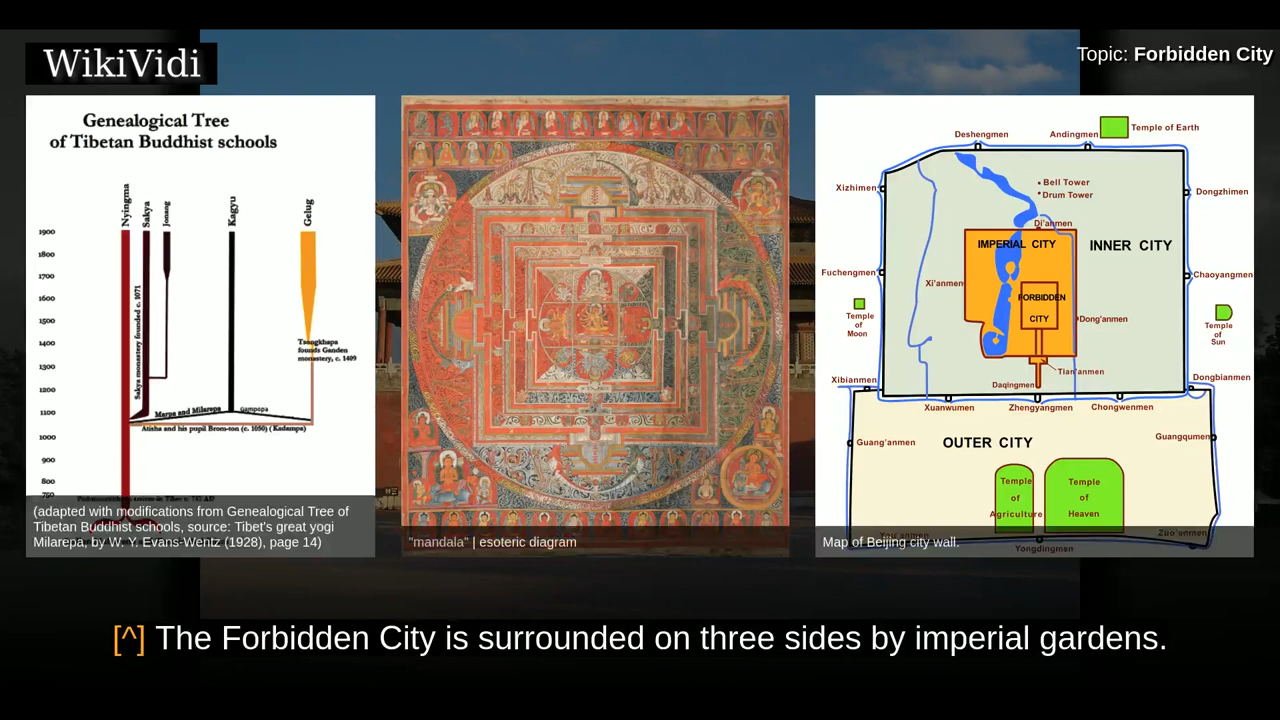 WikiVidi
Topic: Forbidden City
Genealogical Tree
of Tibetan Buddhist schools
Nyingma
Sakya
Jonang
Kagyu
Gelug
1900
1800
1700
1600
1500
1400
1300
1200
1100
1000
900
800
750
Sakya monastery founded c. 1071
Tsongkhapa
founds Ganden
monastery, c. 1409
Marpa and Milarepa
Gampopa
Atisha and his pupil Brom-ton (c. 1050) (Kadampa)
(adapted with modifications from Genealogical Tree of
Tibetan Buddhist schools, source: Tibet's great yogi
Milarepa, by W. Y. Evans-Wentz (1928), page 14)
"mandala" | esoteric diagram
Temple of Earth
Deshengmen
Andingmen
Xizhimen
Bell Tower
Drum Tower
Dongzhimen
Di'anmen
IMPERIAL CITY
INNER CITY
Fuchengmen
Chaoyangmen
Xi'anmen
FORBIDDEN
CITY
Temple
of
Moon
Dong'anmen
Temple
of
Sun
Tian'anmen
Xibianmen
Daqingmen
Dongbianmen
Xuanwumen
Zhengyangmen
Chongwenmen
Guang'anmen
OUTER CITY
Guangqumen
Temple
of
Agriculture
Temple
of
Heaven
You'anmen
Zuo'anmen
Yongdingmen
Map of Beijing city wall.
[^] The Forbidden City is surrounded on three sides by imperial gardens.